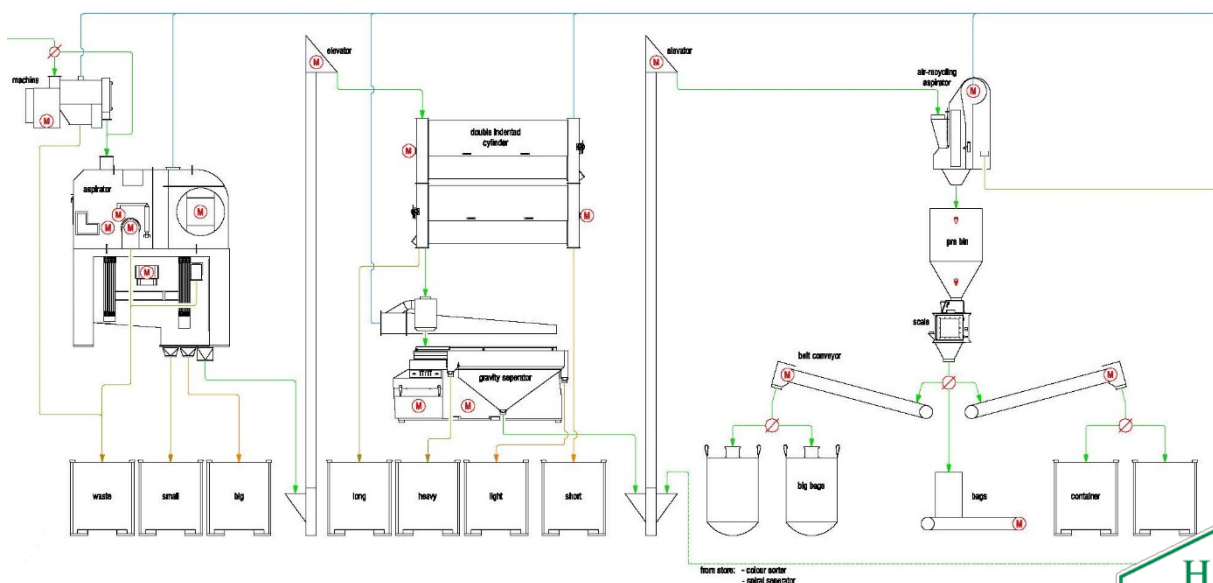 elevator
elevator
machine
M
M
M
air-recycling
aspirator
M
double indented
cylinder
M
aspirator
M
M
M
M
M
pre bin
M
scale
belt conveyor
M
M
gravity seperator
M
M
waste
small
big
long
heavy
light
short
big bags
bags
M
container
from store: - colour sorter
- spiral seperator
H